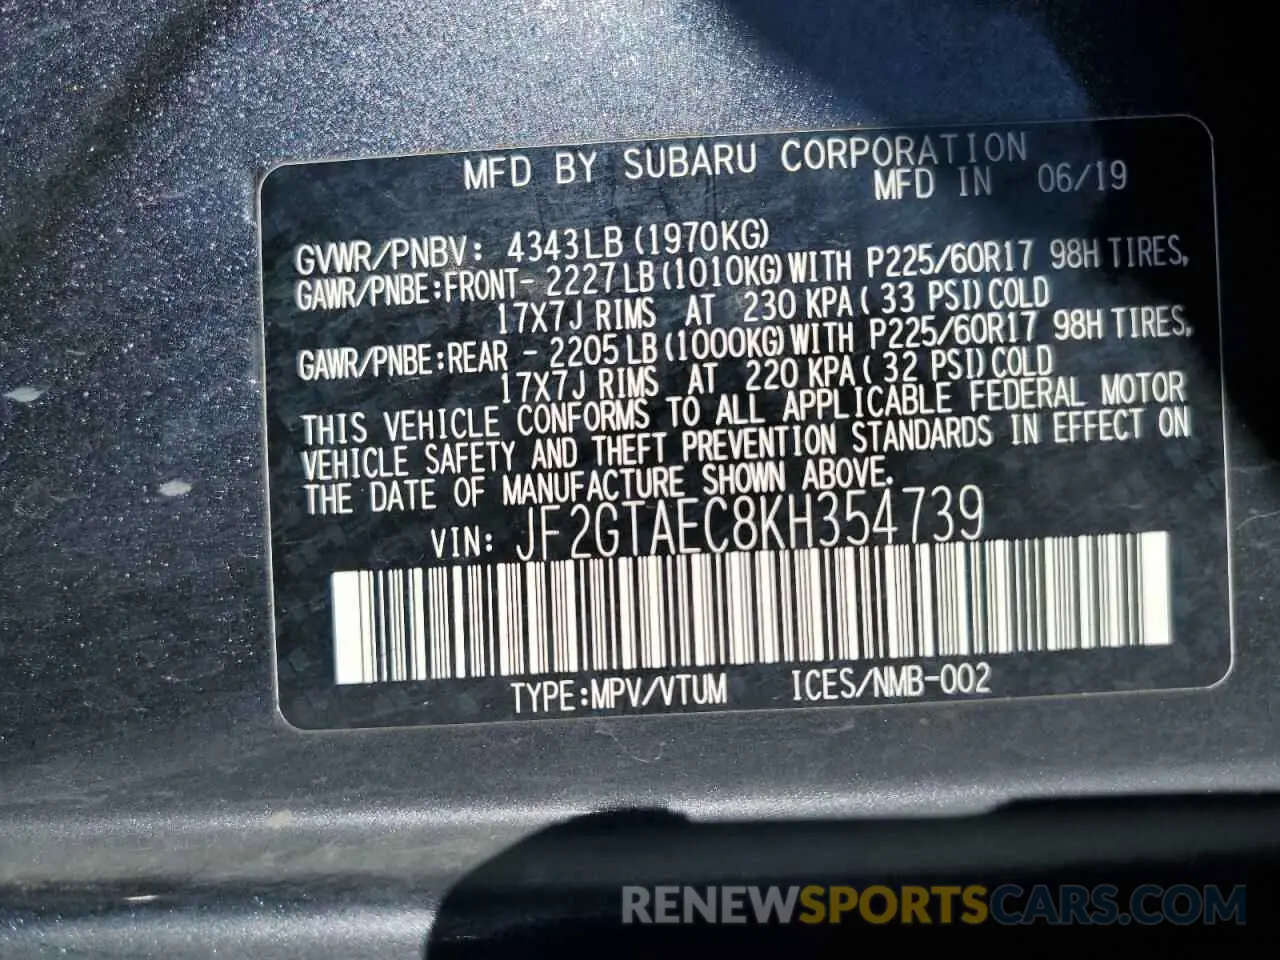 MFD BY SUBARU CORPORATION
MFD IN 06/19
GVWR/PNBV: 4343LB(1970KG)
GAWR/PNBE:FRONT- 2227LB(1010KG)WITH P225/60R17 98H TIRES,
17X7J RIMS AT 230 KPA( 33 PSI)COLD
GAWR/PNBE:REAR - 2205LB(1000KG)WITH P225/60R17 98H TIRES,
17X7J RIMS AT 220 KPA( 32 PSI)COLD
THIS VEHICLE CONFORMS TO ALL APPLICABLE FEDERAL MOTOR
VEHICLE SAFETY AND THEFT PREVENTION STANDARDS IN EFFECT ON
THE DATE OF MANUFACTURE SHOWN ABOVE.
VIN: JF2GTAEC8KH354739
TYPE:MPV/VTUM ICES/NMB-002
RENEWSPORTSCARS.COM